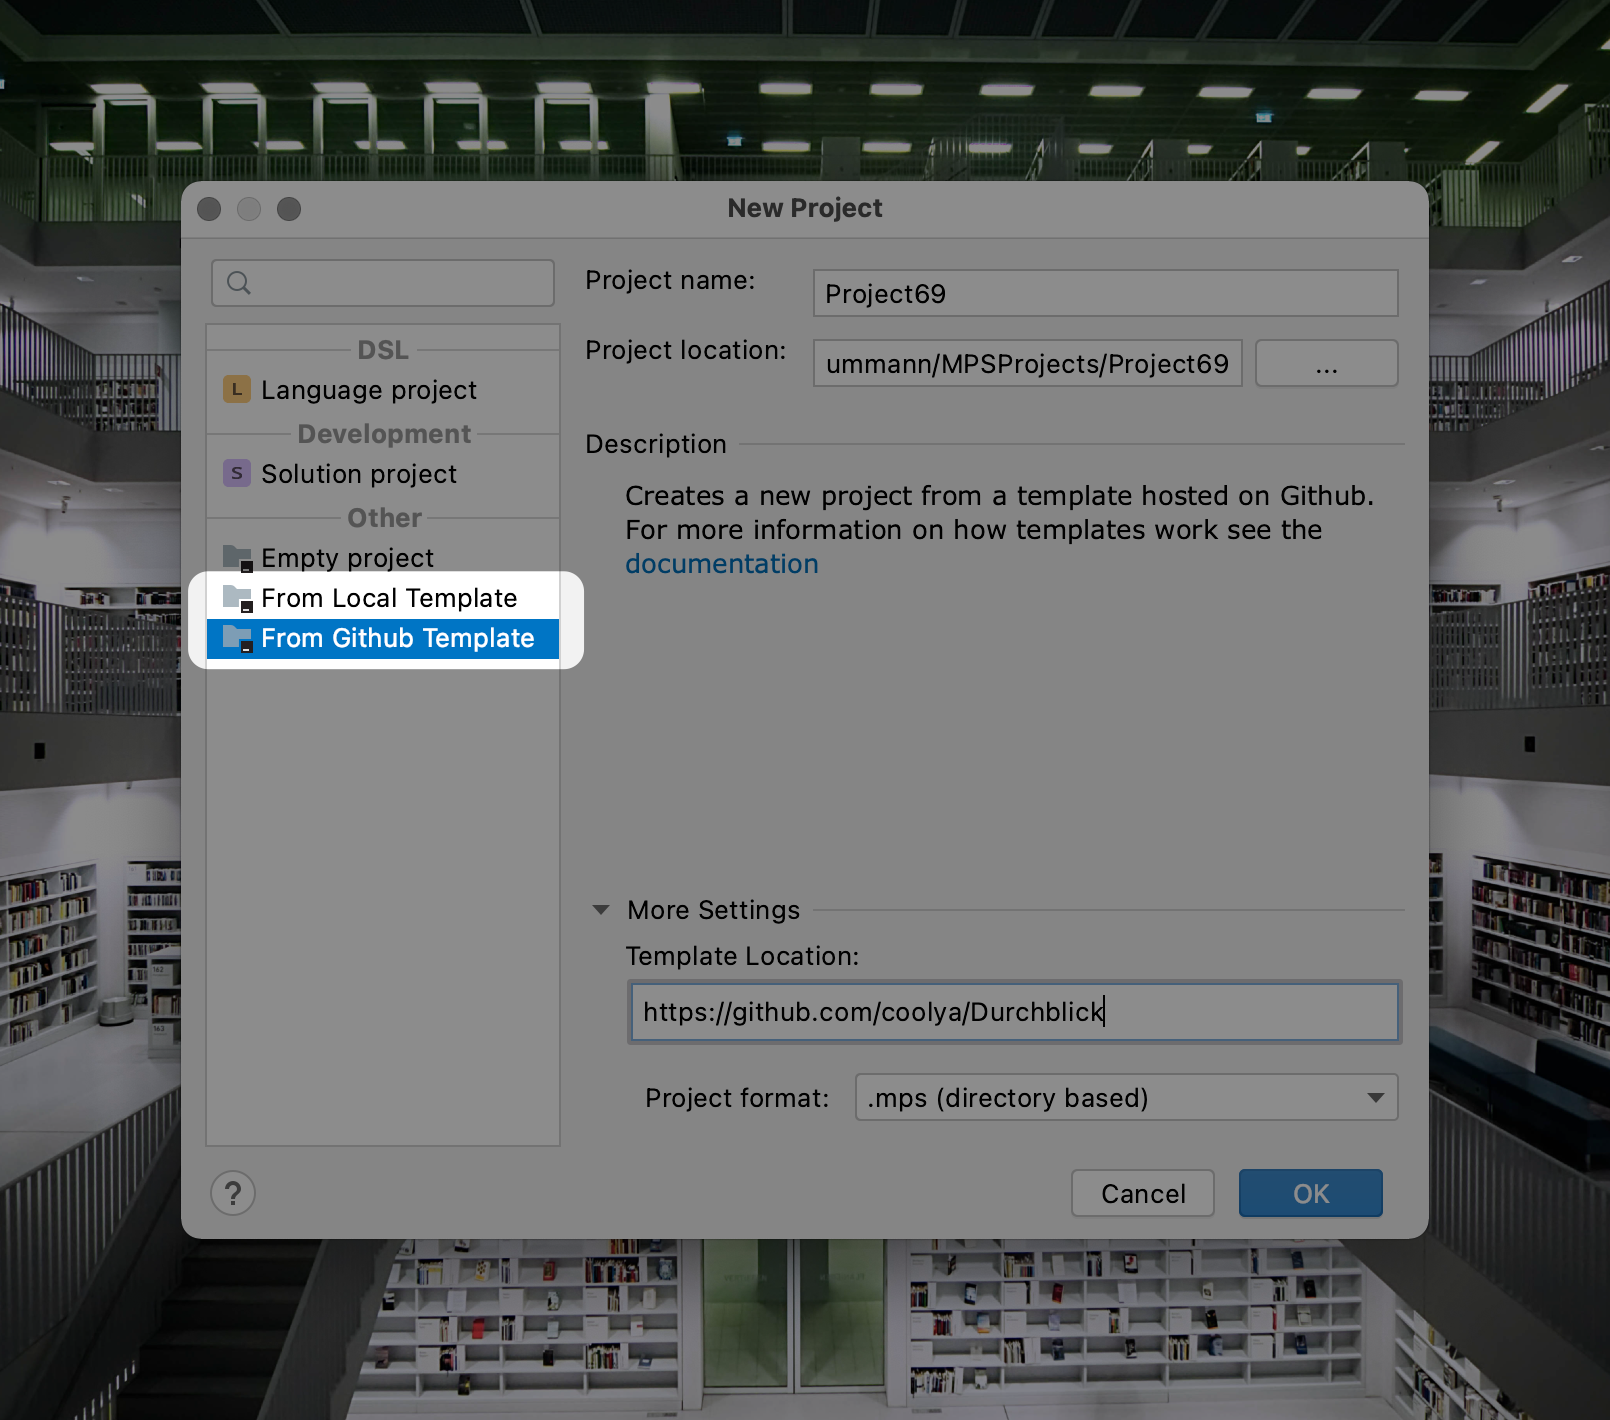 New Project
Project name:
Project69
Project location:
ummann/MPSProjects/Project69
...
DSL
L Language project
Development
S Solution project
Other
Empty project
From Local Template
From Github Template
Description
Creates a new project from a template hosted on Github.
For more information on how templates work see the
documentation
More Settings
Template Location:
https://github.com/coolya/Durchblick
Project format:
.mps (directory based)
?
Cancel
OK
162
163